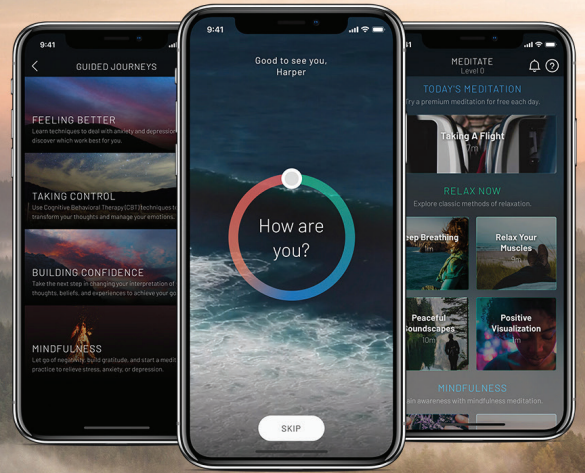 9:41
GUIDED JOURNEYS
FEELING BETTER
Learn techniques to deal with anxiety and depression
discover which work best for you.
TAKING CONTROL
Use Cognitive Behavioral Therapy (CBT) techniques to
transform your thoughts and manage your emotions.
BUILDING CONFIDENCE
Take the next step in changing your interpretation of
thoughts, beliefs, and experiences to achieve your go
MINDFULNESS
Let go of negativity, build gratitude, and start a medit
practice to relieve stress, anxiety, or depression.
9:41
Good to see you,
Harper
How are
you?
SKIP
9:41
MEDITATE
Level 0
TODAY'S MEDITATION
Try a premium meditation for free each day.
Taking A Flight
7m
RELAX NOW
Explore classic methods of relaxation.
eep Breathing
Relax Your
Muscles
Peaceful
Soundscapes
10m
Positive
Visualization
MINDFULNESS
ain awareness with mindfulness meditation.